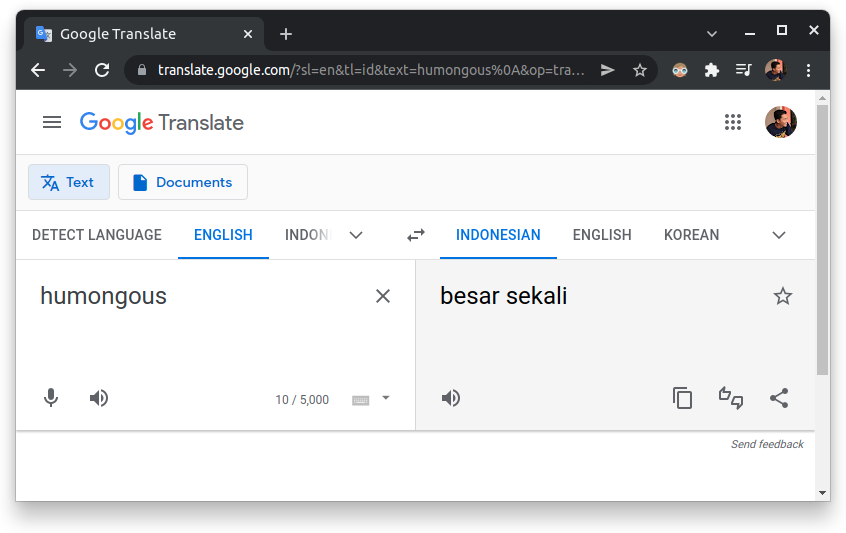 Google Translate
translate.google.com/?sl=en&tl=id&text=humongous%0A&op=tra…
Google Translate
Text
Documents
DETECT LANGUAGE
ENGLISH
INDON
INDONESIAN
ENGLISH
KOREAN
humongous
besar sekali
10 / 5,000
Send feedback